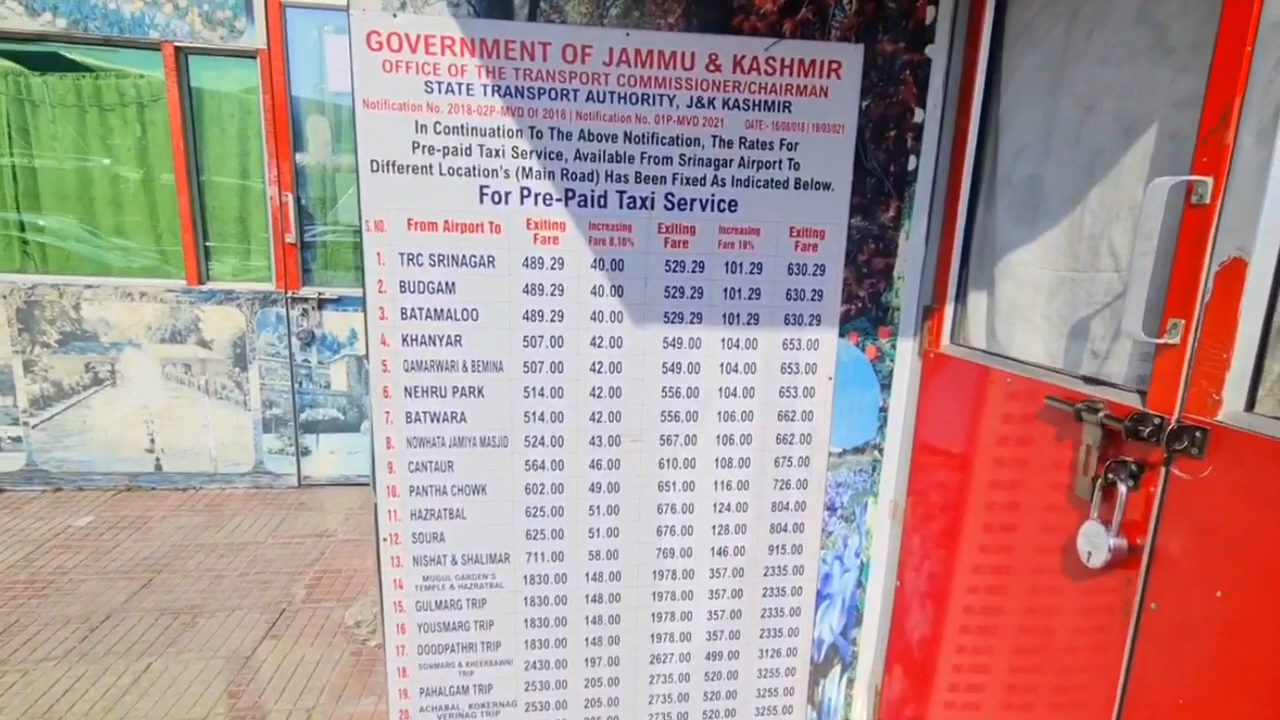 GOVERNMENT OF JAMMU & KASHMIR
OFFICE OF THE TRANSPORT COMMISSIONER/CHAIRMAN
STATE TRANSPORT AUTHORITY, J&K KASHMIR
Notification No. 2018-02P-MVD Of 2018 | Notification No. 01P-MVD 2021 DATE:- 16/08/018 | 19/03/021
In Continuation To The Above Notification, The Rates For
Pre-paid Taxi Service, Available From Srinagar Airport To
Different Location's (Main Road) Has Been Fixed As Indicated Below.
For Pre-Paid Taxi Service
S. NO. From Airport To Exiting Fare Increasing Fare 8.10% Exiting Fare Increasing Fare 19% Exiting Fare
1. TRC SRINAGAR 489.29 40.00 529.29 101.29 630.29
2. BUDGAM 489.29 40.00 529.29 101.29 630.29
3. BATAMALOO 489.29 40.00 529.29 101.29 630.29
4. KHANYAR 507.00 42.00 549.00 104.00 653.00
5. QAMARWARI & BEMINA 507.00 42.00 549.00 104.00 653.00
6. NEHRU PARK 514.00 42.00 556.00 104.00 653.00
7. BATWARA 514.00 42.00 556.00 106.00 662.00
8. NOWHATA JAMIYA MASJID 524.00 43.00 567.00 106.00 662.00
9. CANTAUR 564.00 46.00 610.00 108.00 675.00
10. PANTHA CHOWK 602.00 49.00 651.00 116.00 726.00
11. HAZRATBAL 625.00 51.00 676.00 124.00 804.00
12. SOURA 625.00 51.00 676.00 128.00 804.00
13. NISHAT & SHALIMAR 711.00 58.00 769.00 146.00 915.00
14 MUGUL GARDEN'S TEMPLE & HAZRATBAL 1830.00 148.00 1978.00 357.00 2335.00
15. GULMARG TRIP 1830.00 148.00 1978.00 357.00 2335.00
16 YOUSMARG TRIP 1830.00 148.00 1978.00 357.00 2335.00
17. DOODPATHRI TRIP 1830.00 148.00 1978.00 357.00 2335.00
18. SONMARG & KHEERBAWNI TRIP 2430.00 197.00 2627.00 499.00 3126.00
19. PAHALGAM TRIP 2530.00 205.00 2735.00 520.00 3255.00
20. ACHABAL, KOKERNAG VERINAG TRIP 2530.00 205.00 2735.00 520.00 3255.00
2735.00 520.00 3255.00